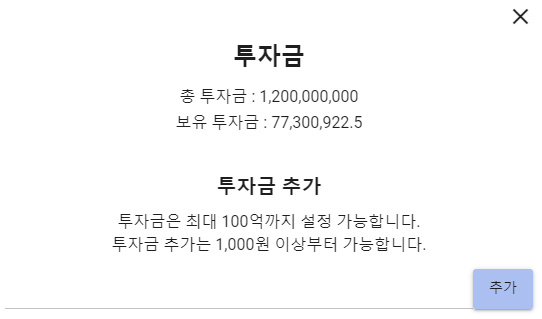 투자금
총 투자금 : 1,200,000,000
보유 투자금 : 77,300,922.5
투자금 추가
투자금은 최대 100억까지 설정 가능합니다.
투자금 추가는 1,000원 이상부터 가능합니다.
추가